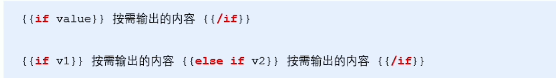 {{if value}} 按需输出的内容 {{/if}}
{{if v1}} 按需输出的内容 {{else if v2}} 按需输出的内容 {{/if}}